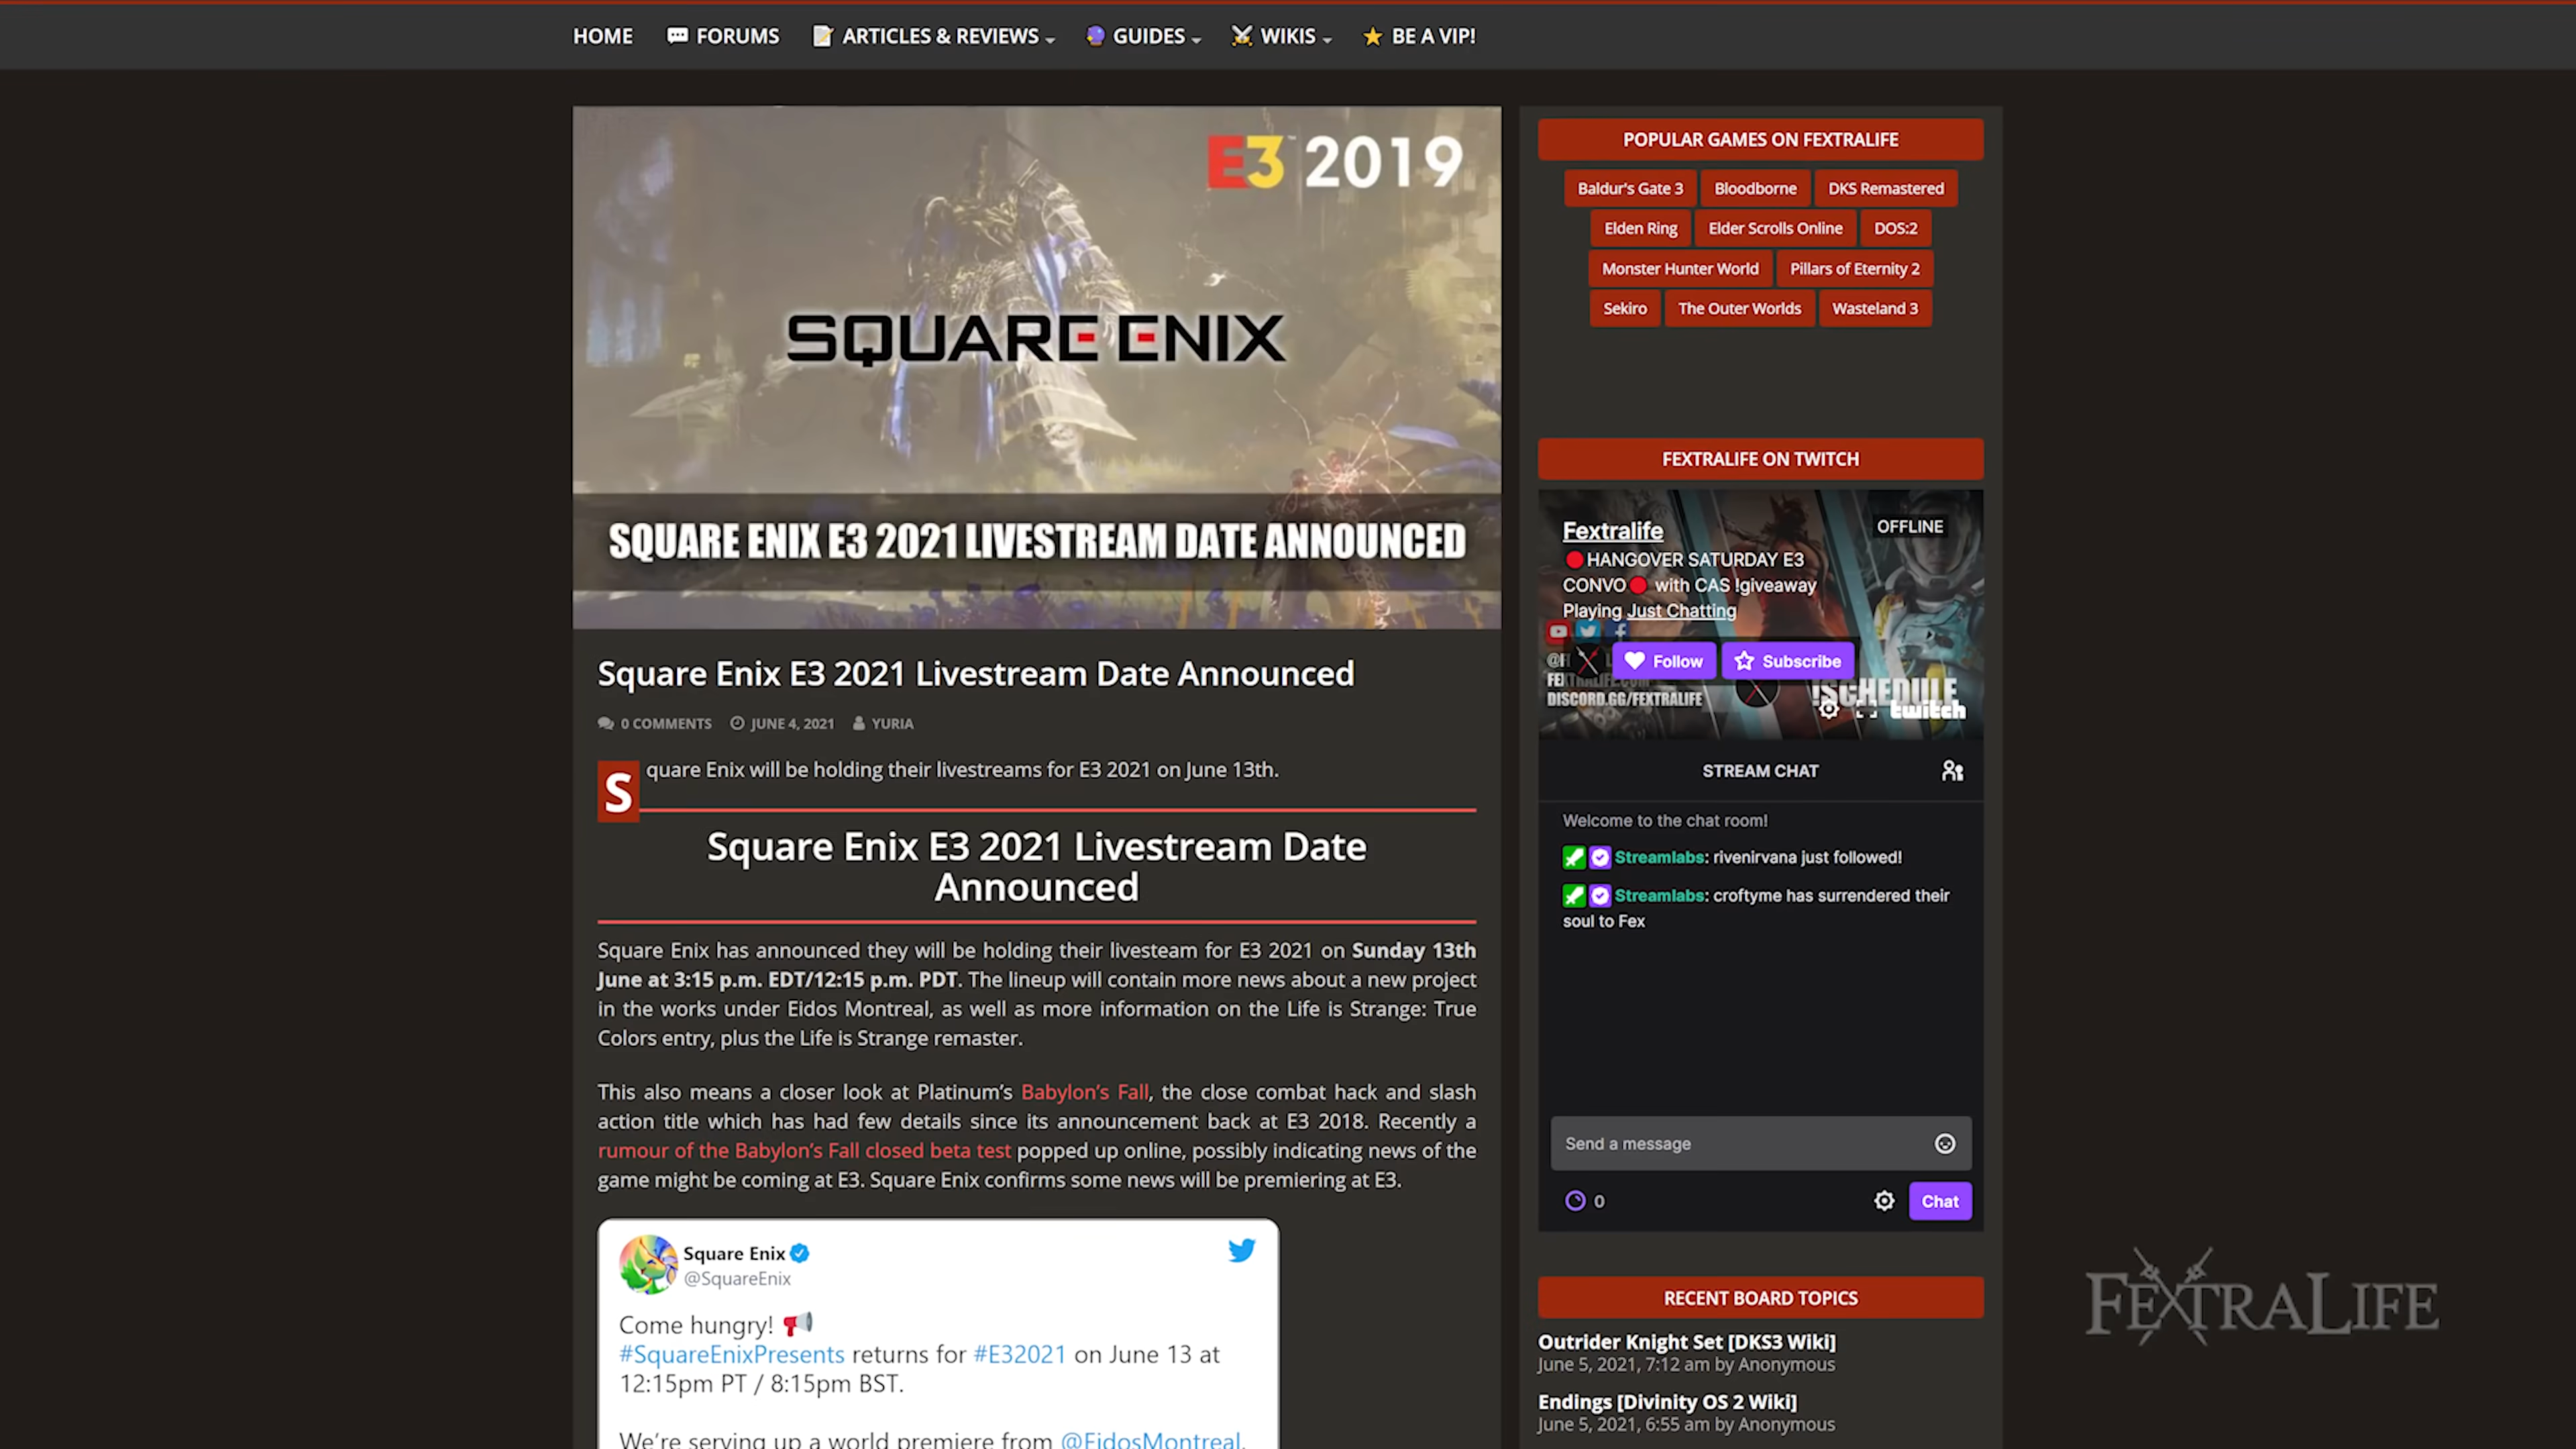 HOME FORUMS ARTICLES & REVIEWS GUIDES WIKIS BE A VIP!
E3 2019
SQUARE ENIX
SQUARE ENIX E3 2021 LIVESTREAM DATE ANNOUNCED
Square Enix E3 2021 Livestream Date Announced
0 COMMENTS JUNE 4, 2021 YURIA
Square Enix will be holding their livestreams for E3 2021 on June 13th.
Square Enix E3 2021 Livestream Date
Announced
Square Enix has announced they will be holding their livesteam for E3 2021 on Sunday 13th
June at 3:15 p.m. EDT/12:15 p.m. PDT. The lineup will contain more news about a new project
in the works under Eidos Montreal, as well as more information on the Life is Strange: True
Colors entry, plus the Life is Strange remaster.
This also means a closer look at Platinum's Babylon's Fall, the close combat hack and slash
action title which has had few details since its announcement back at E3 2018. Recently a
rumour of the Babylon's Fall closed beta test popped up online, possibly indicating news of the
game might be coming at E3. Square Enix confirms some news will be premiering at E3.
Square Enix
@SquareEnix
Come hungry!
#SquareEnixPresents returns for #E32021 on June 13 at
12:15pm PT / 8:15pm BST.
We're serving up a world premiere from @EidosMontreal,
POPULAR GAMES ON FEXTRALIFE
Baldur's Gate 3 Bloodborne DKS Remastered
Elden Ring Elder Scrolls Online DOS:2
Monster Hunter World Pillars of Eternity 2
Sekiro The Outer Worlds Wasteland 3
FEXTRALIFE ON TWITCH
Fextralife OFFLINE
HANGOVER SATURDAY E3
CONVO with CAS !giveaway
Playing Just Chatting
Follow Subscribe
DISCORD.GG/FEXTRALIFE
!SCHEDULE
twitch
STREAM CHAT
Welcome to the chat room!
Streamlabs: rivenirvana just followed!
Streamlabs: croftyme has surrendered their
soul to Fex
Send a message
0 Chat
RECENT BOARD TOPICS
Outrider Knight Set [DKS3 Wiki]
June 5, 2021, 7:12 am by Anonymous
Endings [Divinity OS 2 Wiki]
June 5, 2021, 6:55 am by Anonymous
FEXTRALIFE